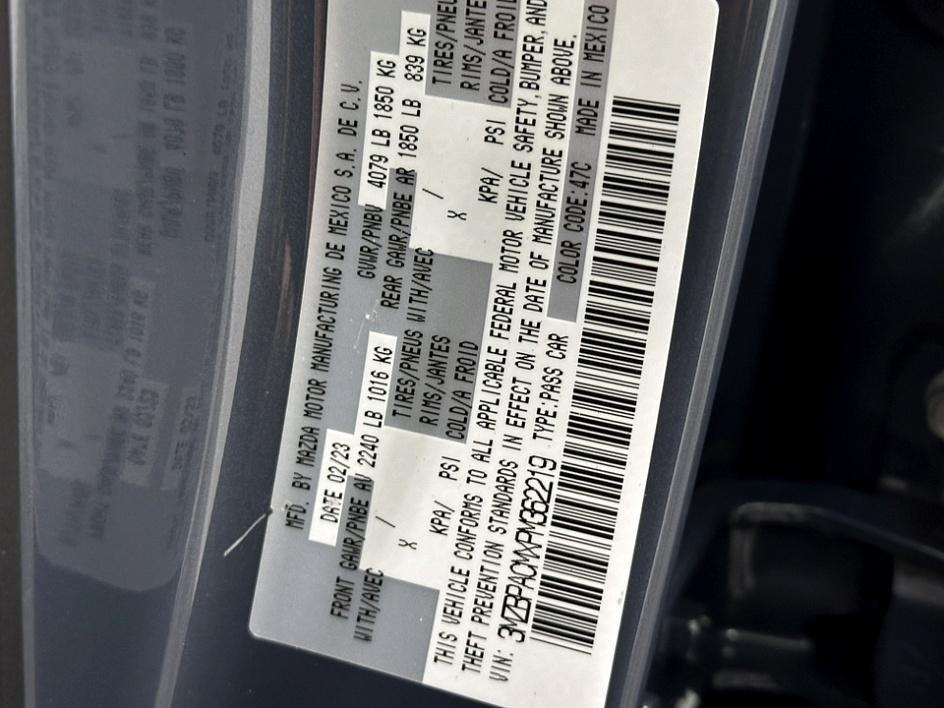 MFD. BY MAZDA MOTOR MANUFACTURING DE MEXICO S.A. DE C.V.
DATE 02/23 GVWR/PNBV 4079 LB 1850 KG
FRONT GAWR/PNBE AV 2240 LB 1016 KG REAR GAWR/PNBE AR 1850 LB 839 KG
WITH/AVEC TIRES/PNEUS WITH/AVEC TIRES/PNEU
X / RIMS/JANTES X / RIMS/JANTE
KPA/ PSI COLD/A FROID KPA/ PSI COLD/A FROID
THIS VEHICLE CONFORMS TO ALL APPLICABLE FEDERAL MOTOR VEHICLE SAFETY, BUMPER, AND
THEFT PREVENTION STANDARDS IN EFFECT ON THE DATE OF MANUFACTURE SHOWN ABOVE.
VIN: TYPE:PASS CAR COLOR CODE:47C MADE IN MEXICO